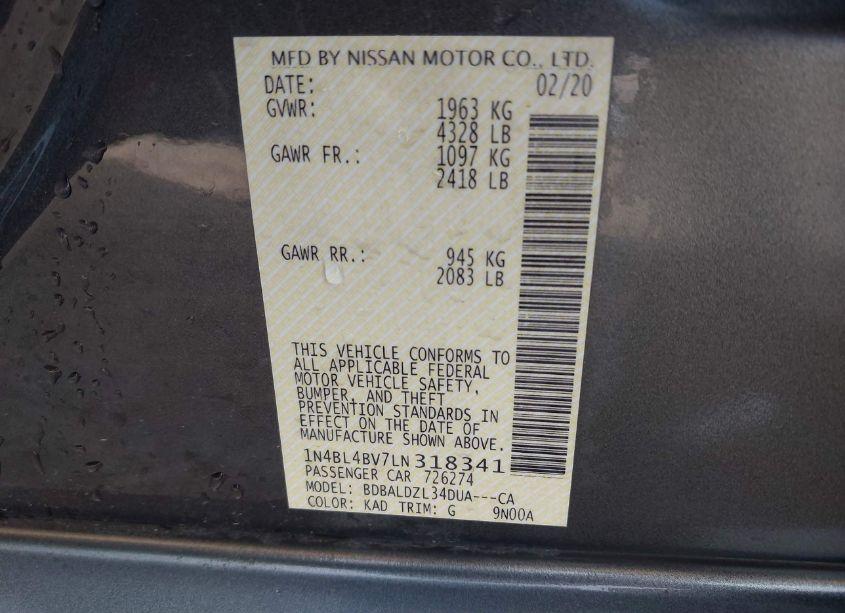 MFD BY NISSAN MOTOR CO., LTD.
DATE: 02/20
GVWR: 1963 KG
4328 LB
GAWR FR.: 1097 KG
2418 LB
GAWR RR.: 945 KG
2083 LB
THIS VEHICLE CONFORMS TO
ALL APPLICABLE FEDERAL
MOTOR VEHICLE SAFETY,
BUMPER, AND THEFT
PREVENTION STANDARDS IN
EFFECT ON THE DATE OF
MANUFACTURE SHOWN ABOVE.
1N4BL4BV7LN318341
PASSENGER CAR 726274
MODEL: BDBALDZL34DUA---CA
COLOR: KAD TRIM: G 9N00A